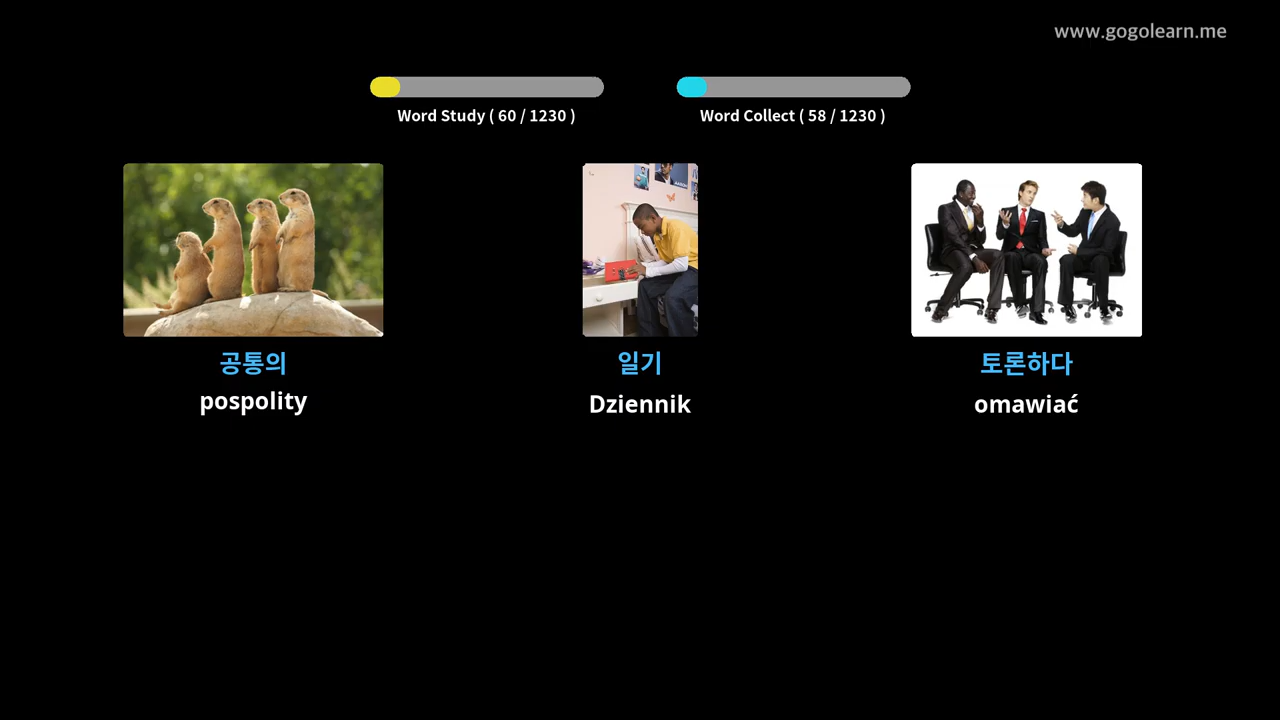 www.gogolearn.me
Word Study ( 60 / 1230 )
Word Collect ( 58 / 1230 )
공통의
pospolity
일기
Dziennik
토론하다
omawiać